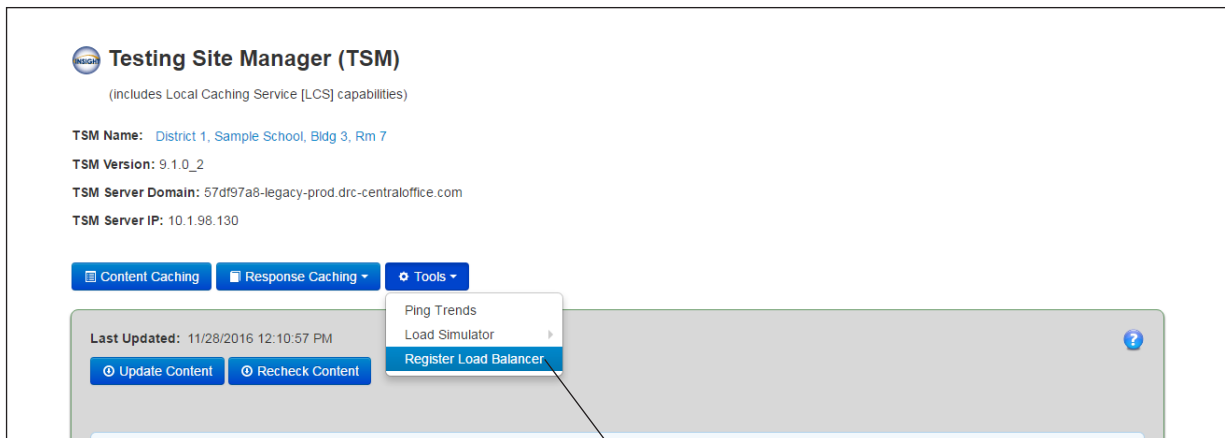 INSIGHT
Testing Site Manager (TSM)
(includes Local Caching Service [LCS] capabilities)
TSM Name: District 1, Sample School, Bldg 3, Rm 7
TSM Version: 9.1.0_2
TSM Server Domain: 57df97a8-legacy-prod.drc-centraloffice.com
TSM Server IP: 10.1.98.130
Content Caching
Response Caching
Tools
Ping Trends
Load Simulator
Register Load Balancer
Last Updated: 11/28/2016 12:10:57 PM
?
Update Content
Recheck Content